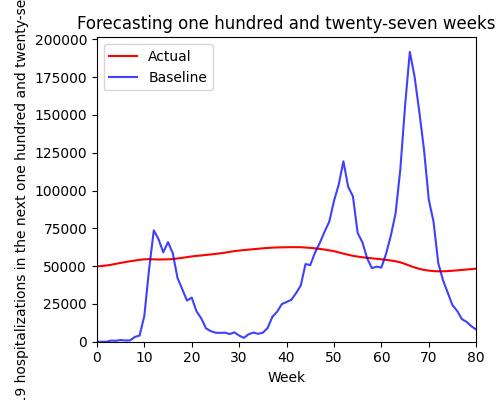 Forecasting one hundred and twenty-seven weeks
19 hospitalizations in the next one hundred and twenty-se
200000
175000
150000
125000
100000
75000
50000
25000
0
Actual
Baseline
0 10 20 30 40 50 60 70 80
Week